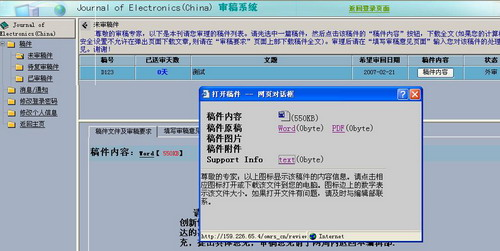 Journal of Electronics(China) 审稿系统
返回登录页面
Journal of
Electronics(China)
稿件
未审稿件
待复审稿件
已审稿件
消息/通知
修改登录密码
修改个人信息
返回主页
未审稿件
尊敬的审稿专家，以下是本刊请您审理的稿件列表。请先选中一篇稿件，然后点击该稿件的“稿件内容”按钮，下载全文(如果您的计算机
安全设置不允许在弹出页面下载文章，则请在“审稿要求”页面上部下载稿件全文)。审理后请在“填写审稿意见页面”输入您对该稿件的处理
见。谢谢！
稿号 已送审天数 文题 希望审回日期 稿件内容 状态
B123 0天 测试 2007-02-21 稿件内容 外审
稿件文及审稿要求 填写审稿意
稿件内容：Word[ 550KB]
打开稿件 -- 网页对话框
稿件内容 (550KB)
稿件原稿 Word(0byte) PDF(0byte)
稿件图片
稿件附件
Support Info text(0byte)
尊敬的专家：以上图标显示该稿件的内容信息。请点击相
应图标打开或下载该文件到您的电脑。图标边上的数字表
示该文件大小。如果打开文件有问题，请及时与编辑部联
系。
http://159.226.65.4/oars_cn/review Internet
创新性
达的